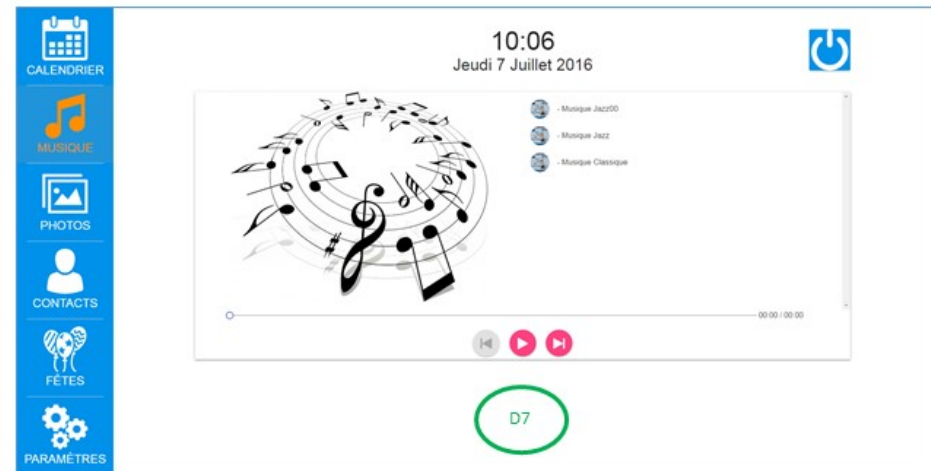 CALENDRIER
MUSIQUE
PHOTOS
CONTACTS
FÊTES
PARAMÈTRES
10:06
Jeudi 7 Juillet 2016
- Musique Jazz00
- Musique Jazz
- Musique Classique
00:00 / 00:00
D7